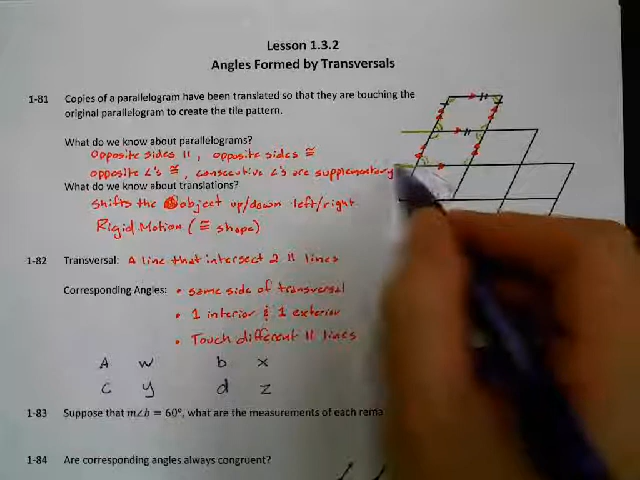 Lesson 1.3.2
Angles Formed by Transversals
1-81 Copies of a parallelogram have been translated so that they are touching the
original parallelogram to create the tile pattern.
What do we know about parallelograms?
Opposite sides ||, opposite sides ≅
opposite ∠'s ≅, consecutive ∠'s are supplementary
What do we know about translations?
Shifts the object up/down left/right
Rigid Motion (≅ shape)
1-82 Transversal: A line that intersect 2 || lines
Corresponding Angles: • same side of transversal
• 1 interior & 1 exterior
• Touch different || lines
A w b x
C y d z
1-83 Suppose that m∠b = 60°, what are the measurements of each
1-84 Are corresponding angles always congruent?